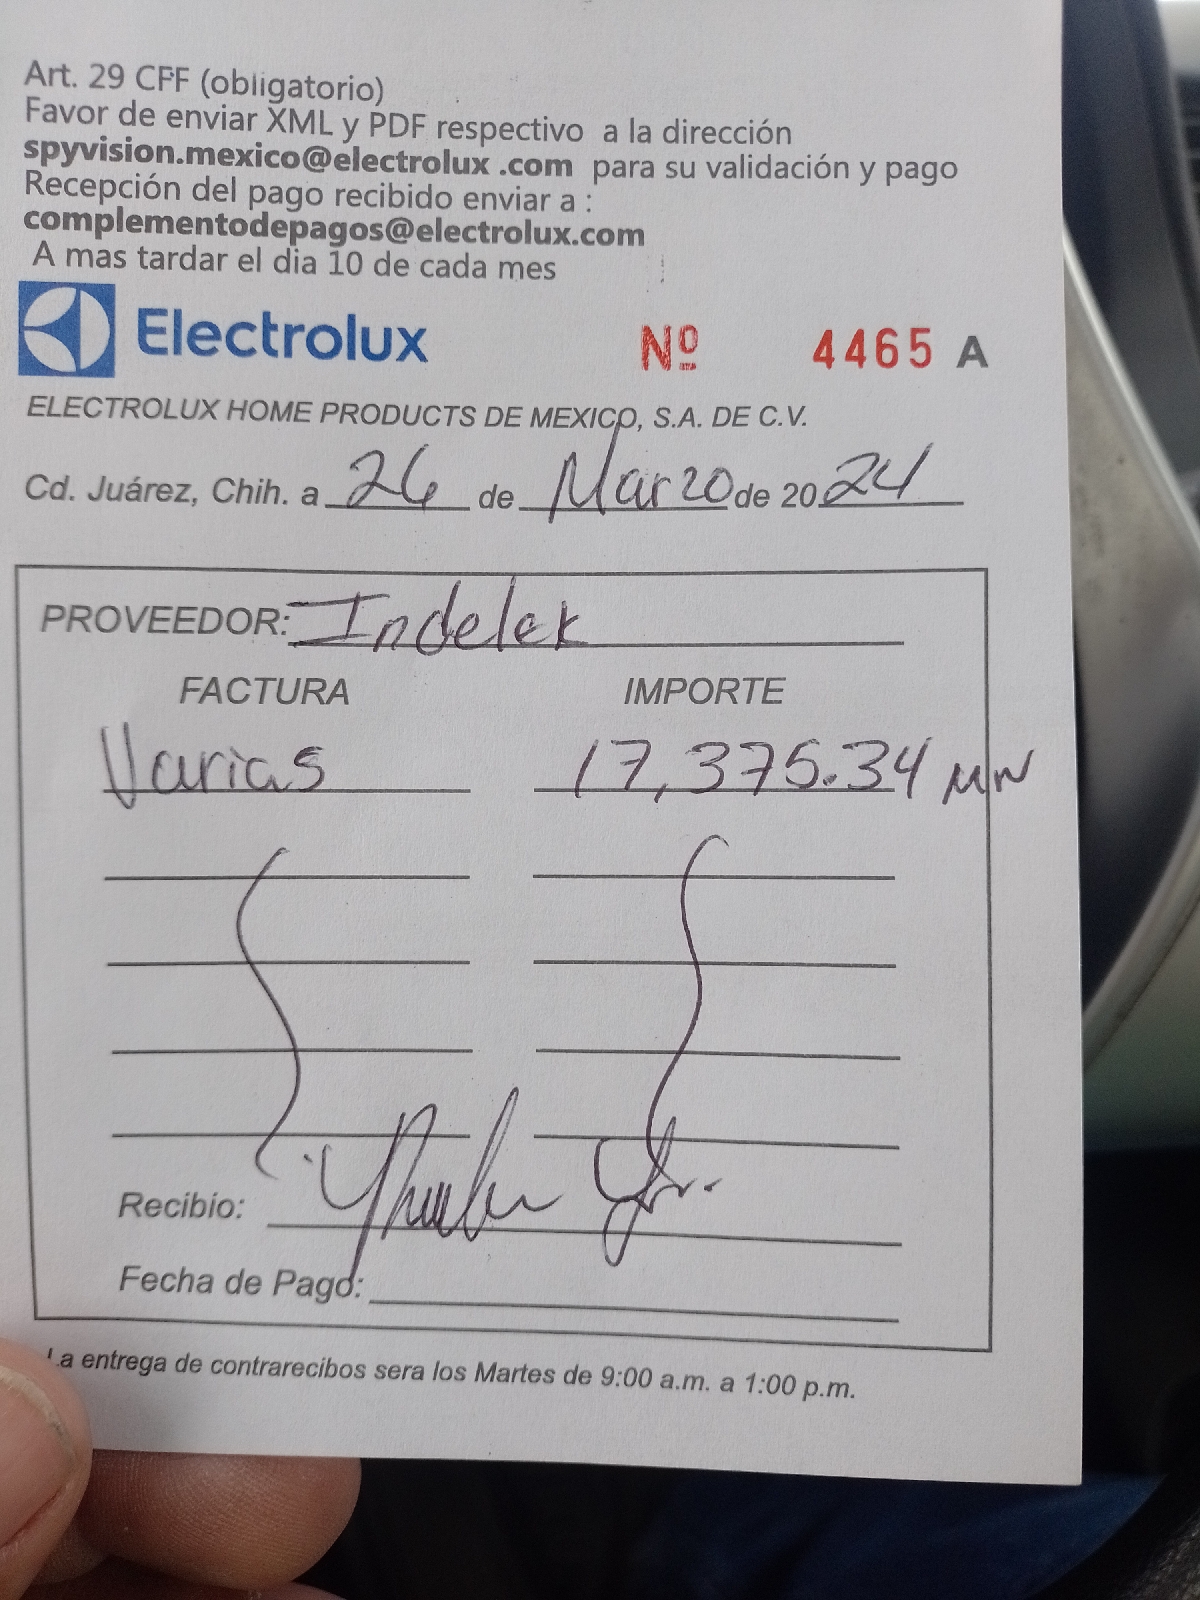 Art. 29 CFF (obligatorio)
Favor de enviar XML y PDF respectivo a la dirección
spyvision.mexico@electrolux .com para su validación y pago
Recepción del pago recibido enviar a :
complementodepagos@electrolux.com
A mas tardar el dia 10 de cada mes
Electrolux Nº 4465 A
ELECTROLUX HOME PRODUCTS DE MEXICO, S.A. DE C.V.
Cd. Juárez, Chih. a 26 de Marzo de 2024
PROVEEDOR: Indelek
FACTURA IMPORTE
Varias 17,375.34 MN
Recibio:
Fecha de Pago:
La entrega de contrarecibos sera los Martes de 9:00 a.m. a 1:00 p.m.